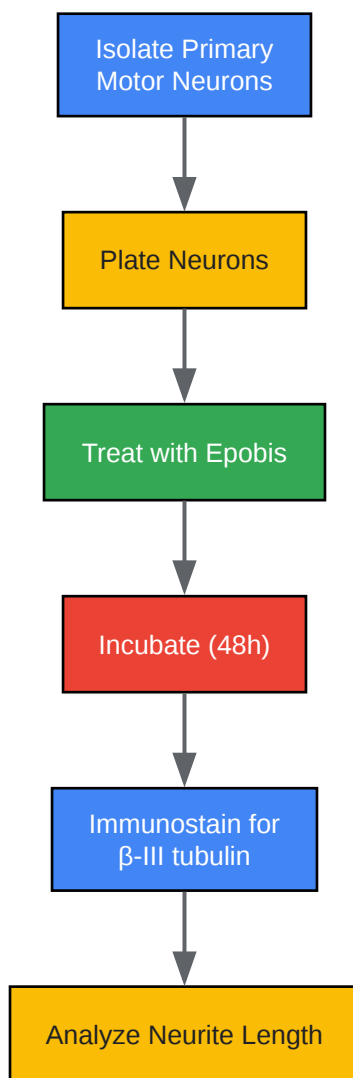 Isolate Primary
Motor Neurons
Plate Neurons
Treat with Epobis
Incubate (48h)
Immunostain for
β-III tubulin
Analyze Neurite Length